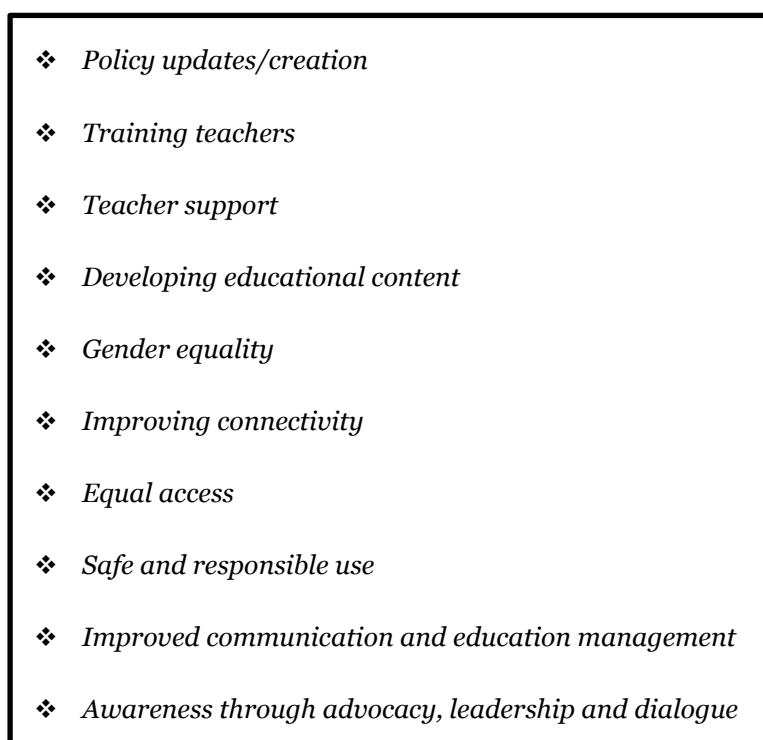 ❖ Policy updates/creation
❖ Training teachers
❖ Teacher support
❖ Developing educational content
❖ Gender equality
❖ Improving connectivity
❖ Equal access
❖ Safe and responsible use
❖ Improved communication and education management
❖ Awareness through advocacy, leadership and dialogue